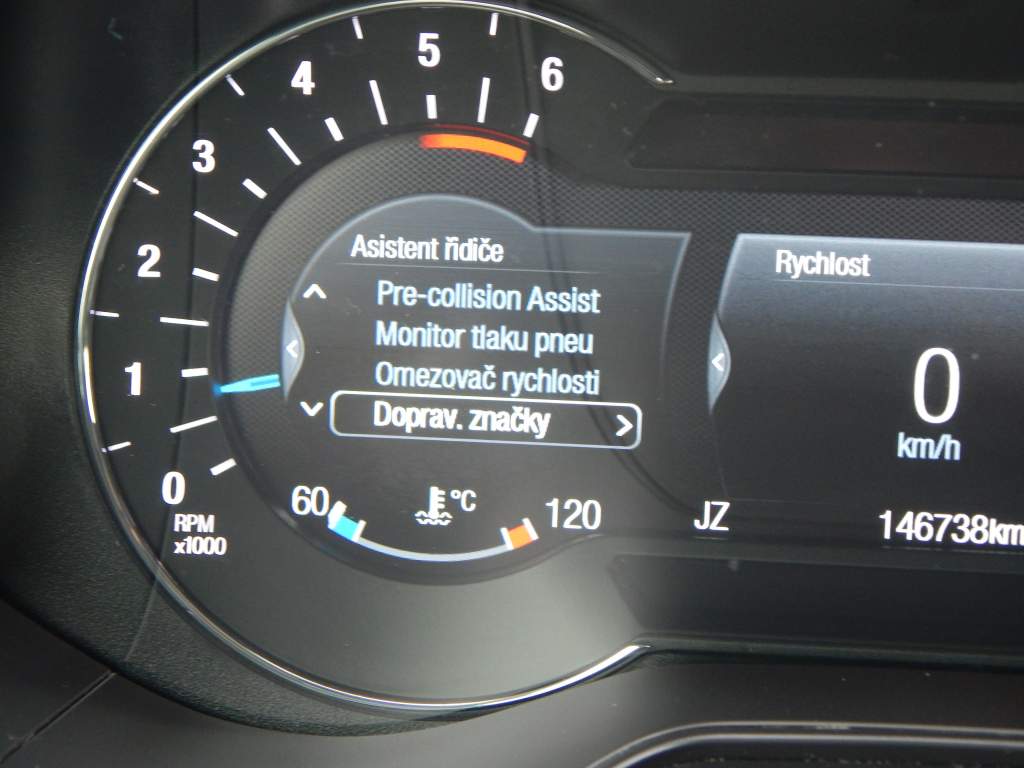 6
5
4
3
2
1
0
RPM
x1000
Asistent řidiče
Pre-collision Assist
Monitor tlaku pneu
Omezovač rychlosti
Doprav. značky
60
°C
120
Rychlost
0
km/h
JZ
146738km